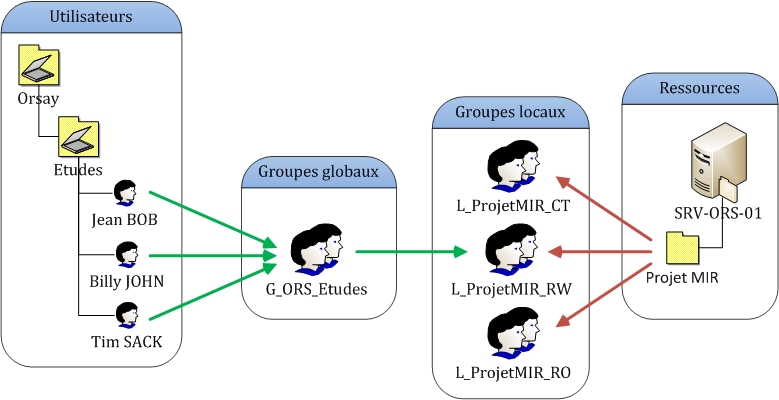 Utilisateurs
Orsay
Etudes
Jean BOB
Billy JOHN
Tim SACK
Groupes globaux
G_ORS_Etudes
Groupes locaux
L_ProjetMIR_CT
L_ProjetMIR_RW
L_ProjetMIR_RO
Ressources
SRV-ORS-01
Projet MIR